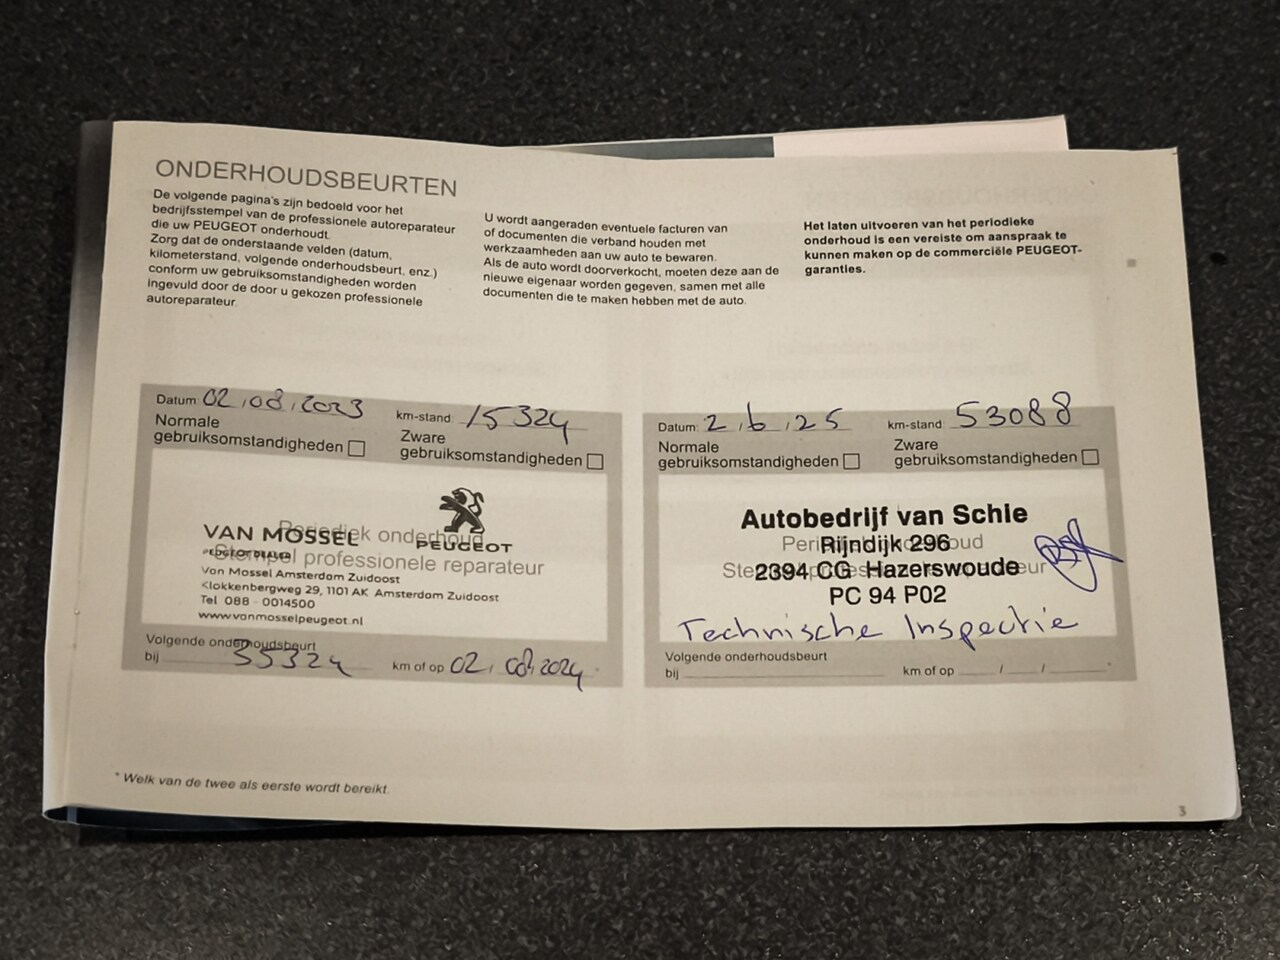 ONDERHOUDSBEURTEN
De volgende pagina's zijn bedoeld voor het
bedrijfsstempel van de professionele autoreparateur
die uw PEUGEOT onderhoudt.
Zorg dat de onderstaande velden (datum,
kilometerstand, volgende onderhoudsbeurt, enz.)
conform uw gebruiksomstandigheden worden
ingevuld door de door u gekozen professionele
autoreparateur.
U wordt aangeraden eventuele facturen van
of documenten die verband houden met
werkzaamheden aan uw auto te bewaren.
Als de auto wordt doorverkocht, moeten deze aan de
nieuwe eigenaar worden gegeven, samen met alle
documenten die te maken hebben met de auto.
Het laten uitvoeren van het periodieke
onderhoud is een vereiste om aanspraak te
kunnen maken op de commerciële PEUGEOT-
garanties.
Datum 02,08,2023 km-stand: 15324
Normale
gebruiksomstandigheden
Zware
gebruiksomstandigheden
Periodiek onderhoud
Stempel professionele reparateur
VAN MOSSEL PEUGEOT
PEUGEOT DEALER
Van Mossel Amsterdam Zuidoost
Klokkenbergweg 29, 1101 AK Amsterdam Zuidoost
Tel 088 - 0014500
www.vanmosselpeugeot.nl
Volgende onderhoudsbeurt
bij 35324 km of op 02, 08, 2024
Datum: 2,6,25 km-stand: 53088
Normale
gebruiksomstandigheden
Zware
gebruiksomstandigheden
Autobedrijf van Schie
Rijndijk 296
2394 CG Hazerswoude
PC 94 P02
Technische Inspectie
Volgende onderhoudsbeurt
bij km of op / /
* Welk van de twee als eerste wordt bereikt.
3